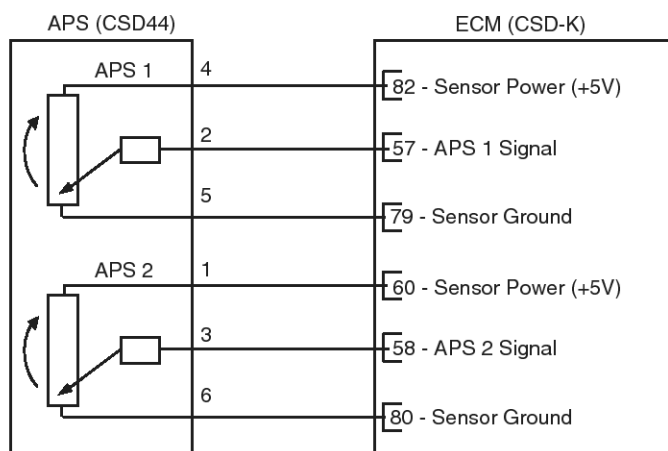 APS (CSD44) ECM (CSD-K)
APS 1 4 82 - Sensor Power (+5V)
2 57 - APS 1 Signal
5 79 - Sensor Ground
APS 2 1 60 - Sensor Power (+5V)
3 58 - APS 2 Signal
6 80 - Sensor Ground